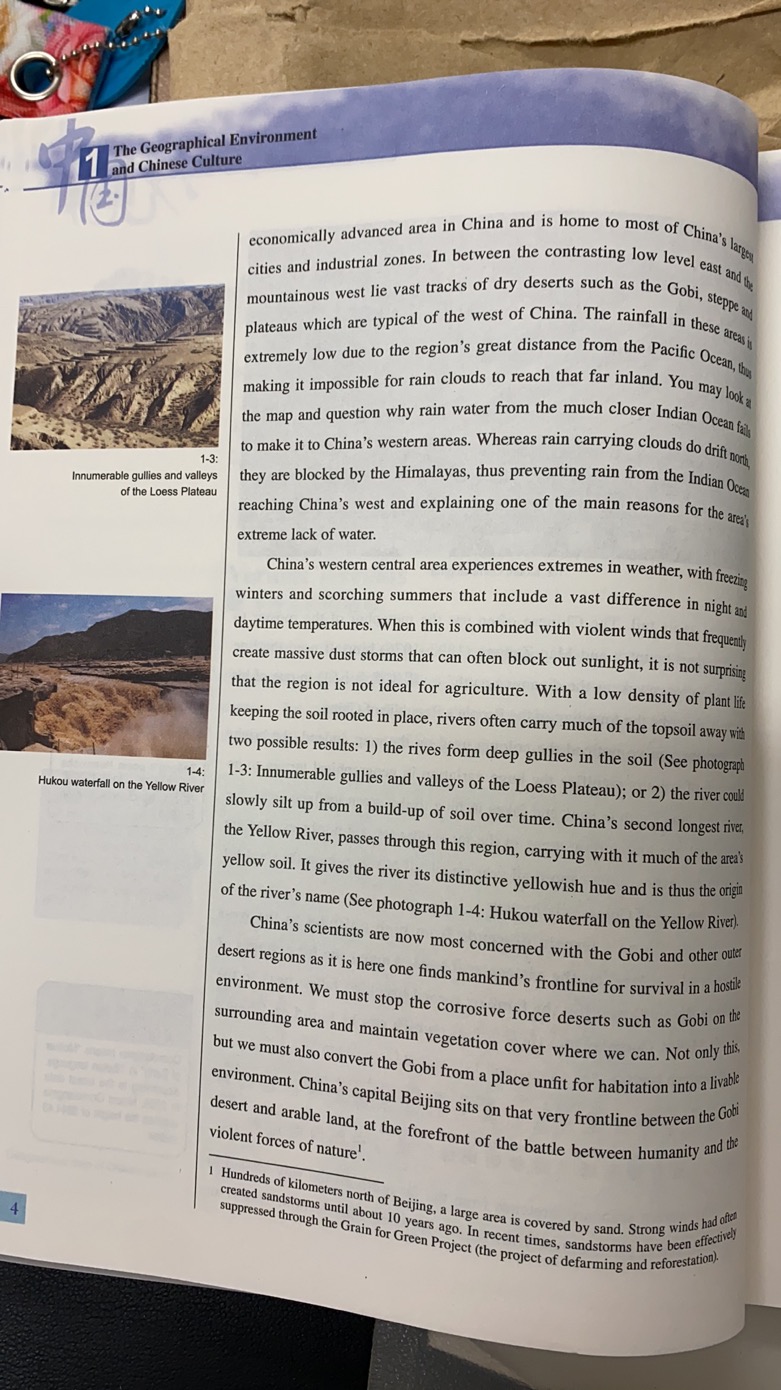 中国
1
The Geographical Environment
and Chinese Culture
economically advanced area in China and is home to most of China's largest
cities and industrial zones. In between the contrasting low level east and the
mountainous west lie vast tracks of dry deserts such as the Gobi, steppe and
plateaus which are typical of the west of China. The rainfall in these areas is
extremely low due to the region's great distance from the Pacific Ocean, thus
making it impossible for rain clouds to reach that far inland. You may look at
the map and question why rain water from the much closer Indian Ocean fails
to make it to China's western areas. Whereas rain carrying clouds do drift north,
they are blocked by the Himalayas, thus preventing rain from the Indian Ocean
reaching China's west and explaining one of the main reasons for the area's
extreme lack of water.
China's western central area experiences extremes in weather, with freezing
winters and scorching summers that include a vast difference in night and
daytime temperatures. When this is combined with violent winds that frequently
create massive dust storms that can often block out sunlight, it is not surprising
that the region is not ideal for agriculture. With a low density of plant life
keeping the soil rooted in place, rivers often carry much of the topsoil away with
two possible results: 1) the rives form deep gullies in the soil (See photograph
1-3: Innumerable gullies and valleys of the Loess Plateau); or 2) the river could
slowly silt up from a build-up of soil over time. China's second longest river,
the Yellow River, passes through this region, carrying with it much of the area's
yellow soil. It gives the river its distinctive yellowish hue and is thus the origin
of the river's name (See photograph 1-4: Hukou waterfall on the Yellow River).
China's scientists are now most concerned with the Gobi and other outer
desert regions as it is here one finds mankind's frontline for survival in a hostile
environment. We must stop the corrosive force deserts such as Gobi on the
surrounding area and maintain vegetation cover where we can. Not only this,
but we must also convert the Gobi from a place unfit for habitation into a livable
environment. China's capital Beijing sits on that very frontline between the Gobi
desert and arable land, at the forefront of the battle between humanity and the
violent forces of nature1.
1-3:
Innumerable gullies and valleys
of the Loess Plateau
1-4:
Hukou waterfall on the Yellow River
1 Hundreds of kilometers north of Beijing, a large area is covered by sand. Strong winds had often
created sandstorms until about 10 years ago. In recent times, sandstorms have been effectively
suppressed through the Grain for Green Project (the project of defarming and reforestation).
4